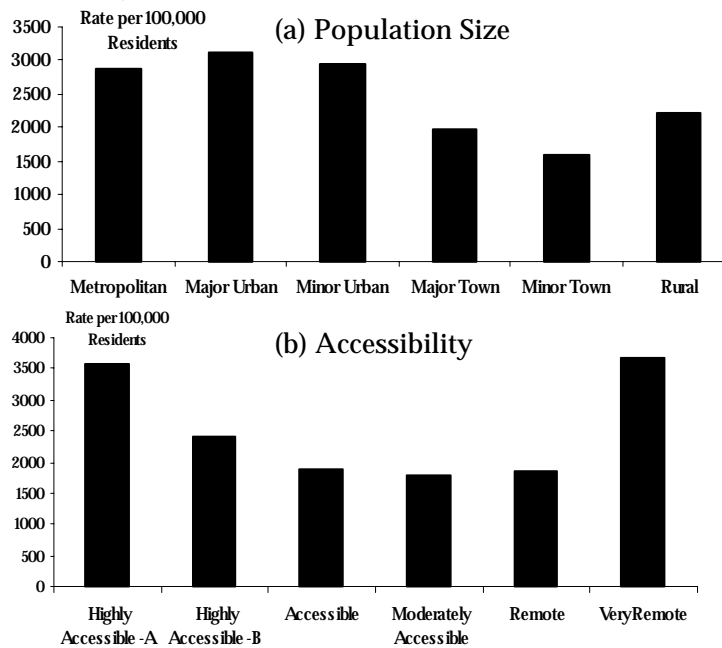 Rate per 100,000
Residents
(a) Population Size
3500
3000
2500
2000
1500
1000
500
0
Metropolitan Major Urban Minor Urban Major Town Minor Town Rural
Rate per 100,000
Residents
(b) Accessibility
4000
3500
3000
2500
2000
1500
1000
500
0
Highly Highly Accessible Moderately Remote Very Remote
Accessible -A Accessible -B Accessible